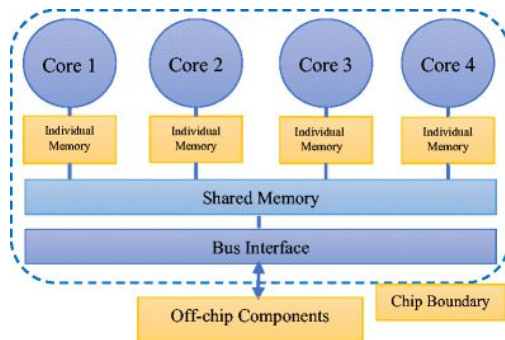 Core 1
Core 2
Core 3
Core 4
Individual
Memory
Individual
Memory
Individual
Memory
Individual
Memory
Shared Memory
Bus Interface
Chip Boundary
Off-chip Components